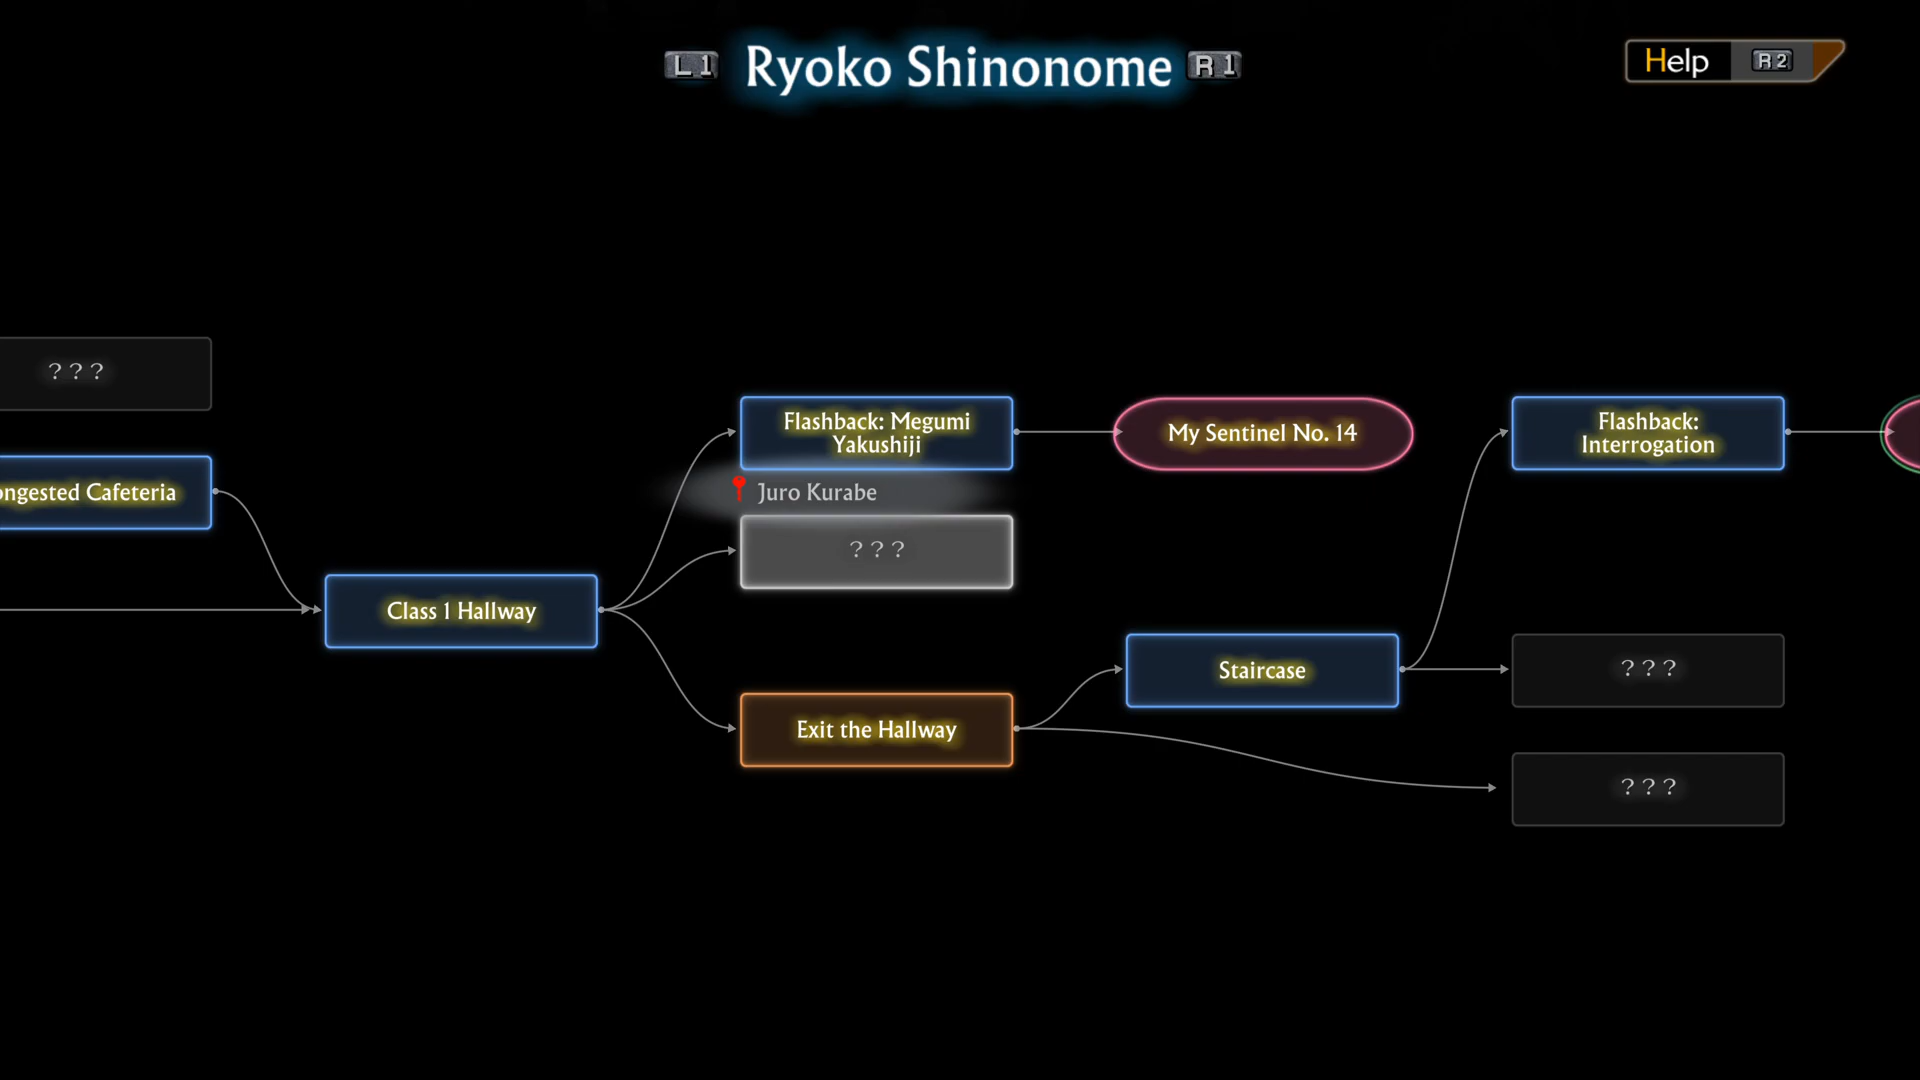 L1 Ryoko Shinonome R1
Help R2
? ? ?
ongested Cafeteria
Class 1 Hallway
Flashback: Megumi
Yakushiji
Juro Kurabe
? ? ?
Exit the Hallway
My Sentinel No. 14
Staircase
Flashback:
Interrogation
? ? ?
? ? ?